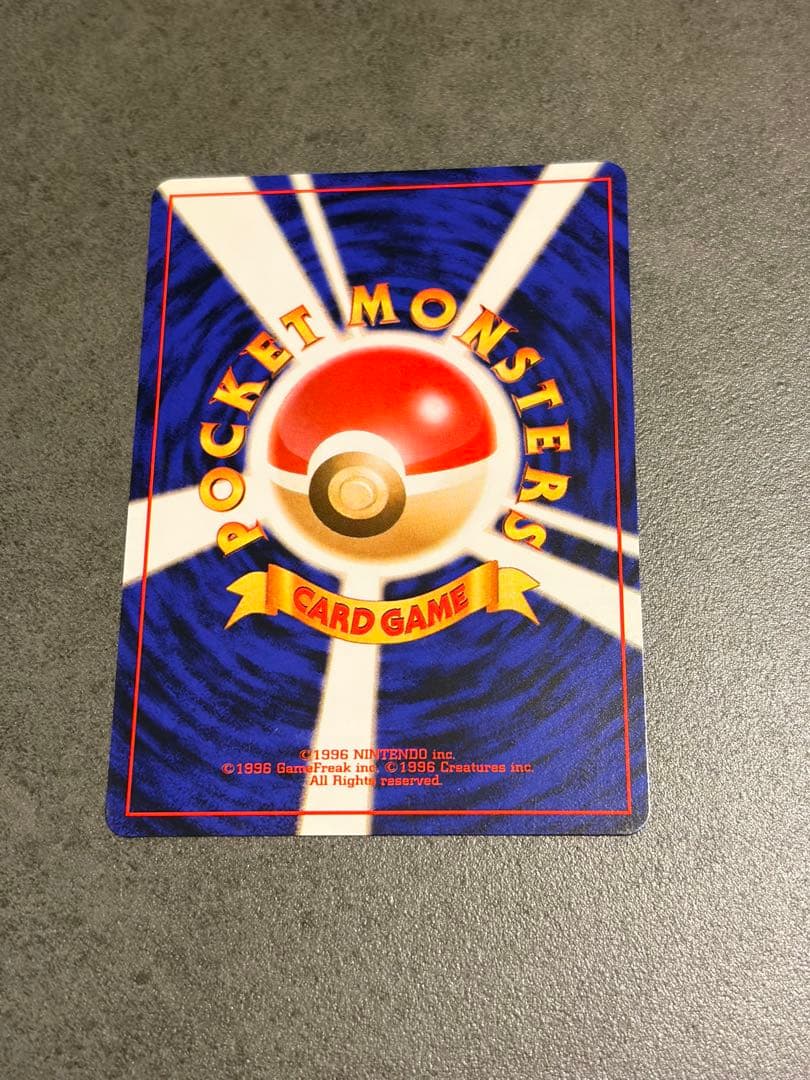 POCKET MONSTERS
CARD GAME
©1996 NINTENDO inc.
©1996 GameFreak inc. ©1996 Creatures inc.
All Rights reserved.